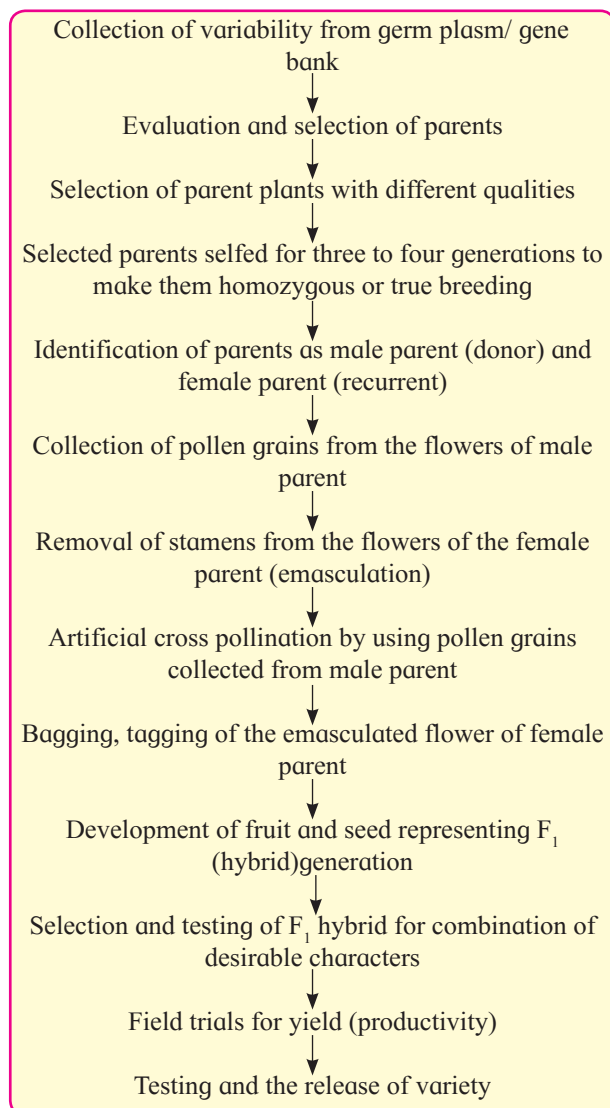 Collection of variability from germ plasm/ gene
bank
Evaluation and selection of parents
Selection of parent plants with different qualities
Selected parents selfed for three to four generations to
make them homozygous or true breeding
Identification of parents as male parent (donor) and
female parent (recurrent)
Collection of pollen grains from the flowers of male
parent
Removal of stamens from the flowers of the female
parent (emasculation)
Artificial cross pollination by using pollen grains
collected from male parent
Bagging, tagging of the emasculated flower of female
parent
Development of fruit and seed representing F₁
(hybrid)generation
Selection and testing of F₁ hybrid for combination of
desirable characters
Field trials for yield (productivity)
Testing and the release of variety